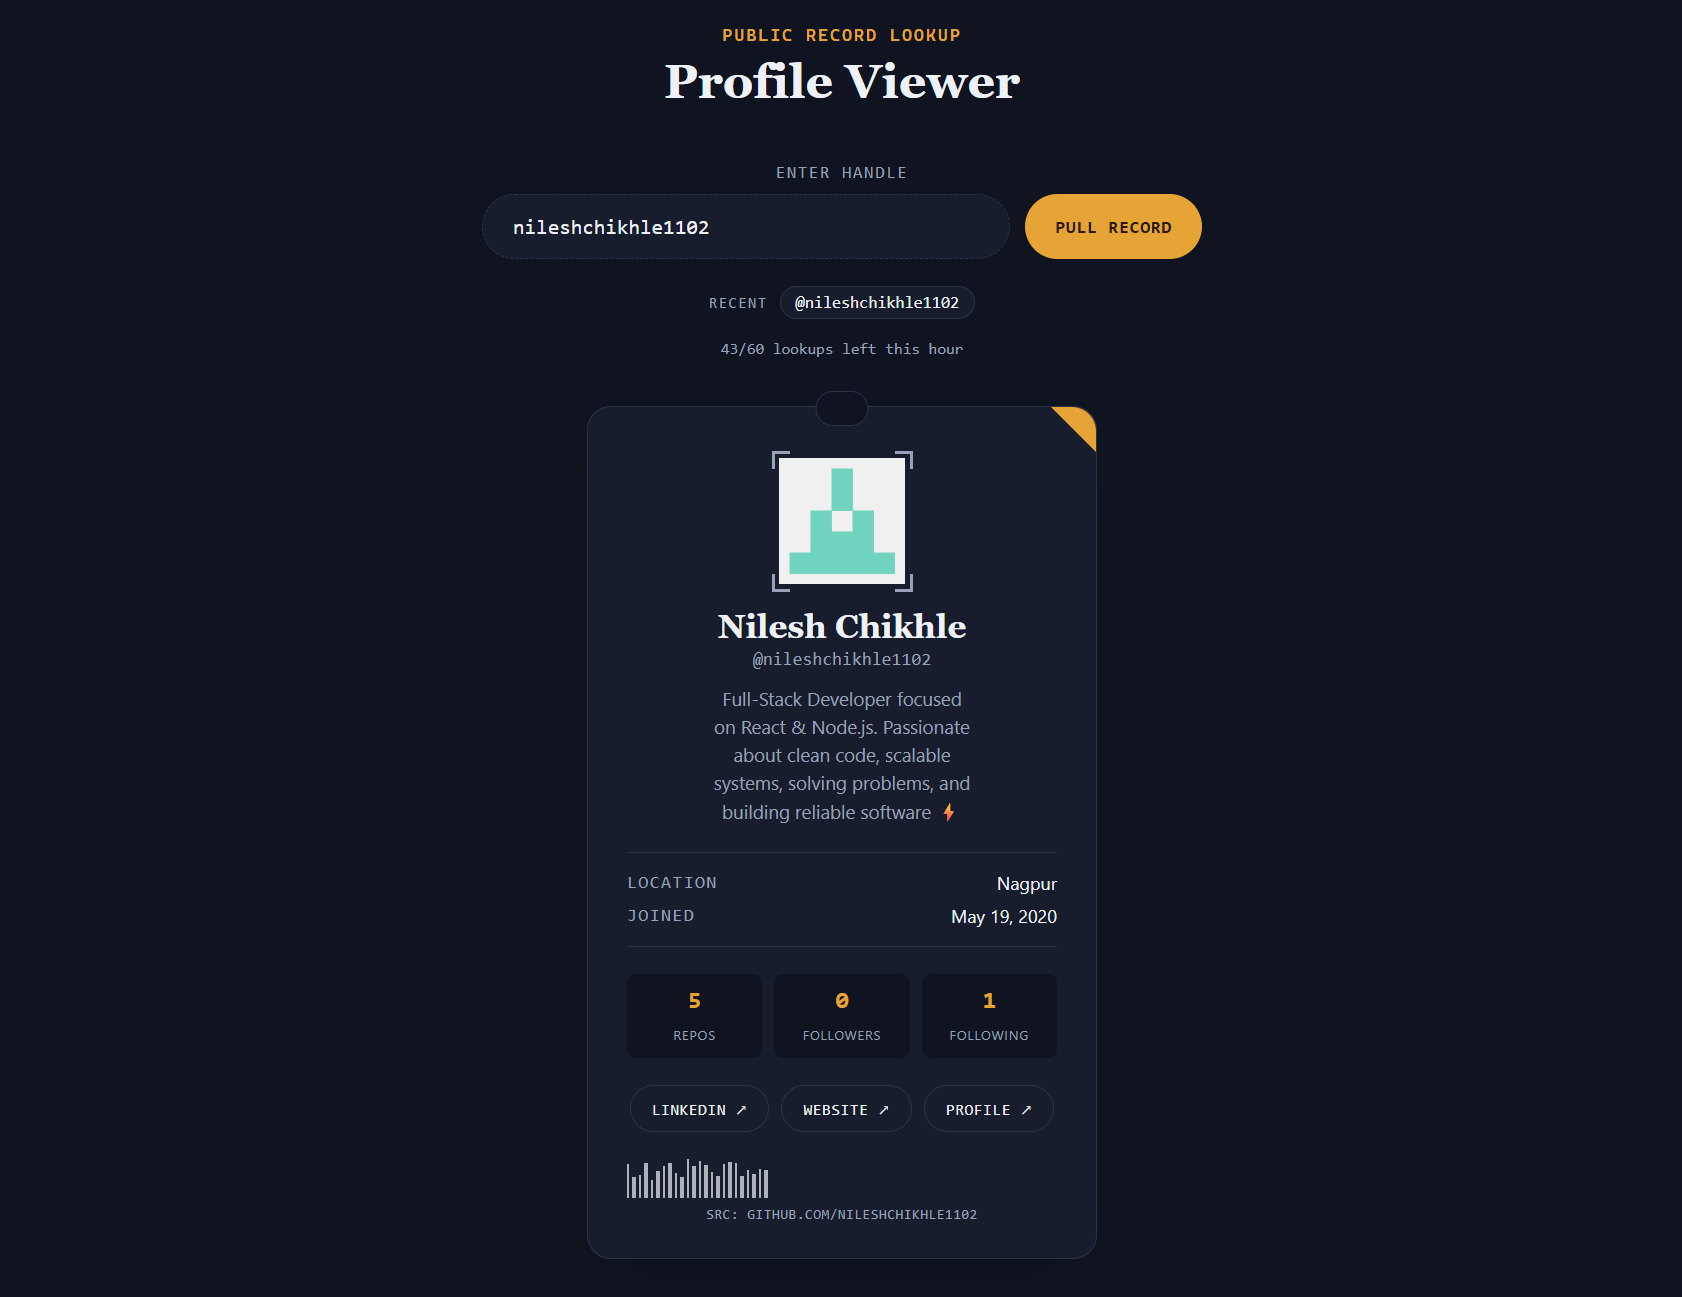 PUBLIC RECORD LOOKUP
Profile Viewer
ENTER HANDLE
nileshchikhle1102
PULL RECORD
RECENT @nileshchikhle1102
43/60 lookups left this hour
Nilesh Chikhle
@nileshchikhle1102
Full-Stack Developer focused
on React & Node.js. Passionate
about clean code, scalable
systems, solving problems, and
building reliable software ⚡
LOCATION Nagpur
JOINED May 19, 2020
5 0 1
REPOS FOLLOWERS FOLLOWING
LINKEDIN ↗ WEBSITE ↗ PROFILE ↗
SRC: GITHUB.COM/NILESHCHIKHLE1102